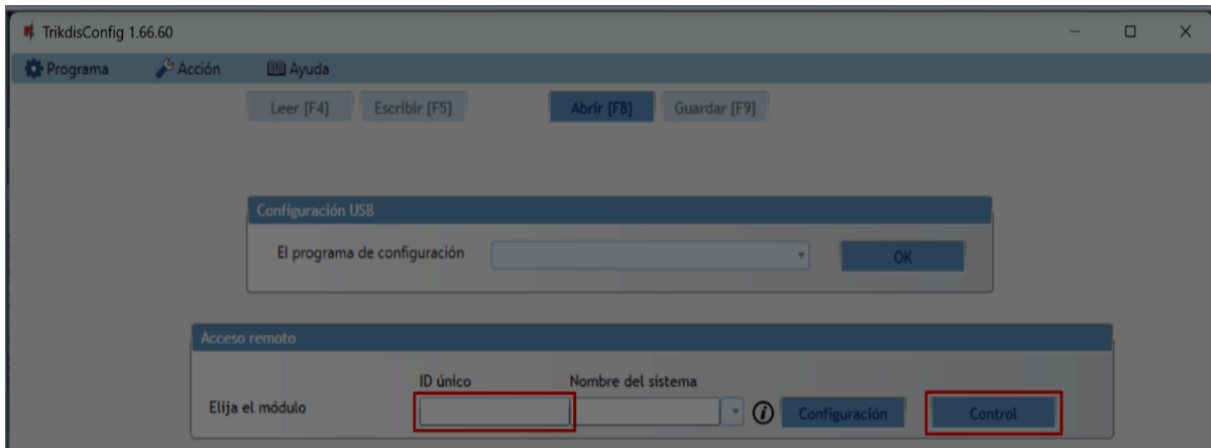 TrikdisConfig 1.66.60
Programa Acción Ayuda
Leer [F4] Escribir [F5] Abrir [F8] Guardar [F9]
Configuración USB
El programa de configuración OK
Acceso remoto
ID único Nombre del sistema
Elija el módulo Configuración Control